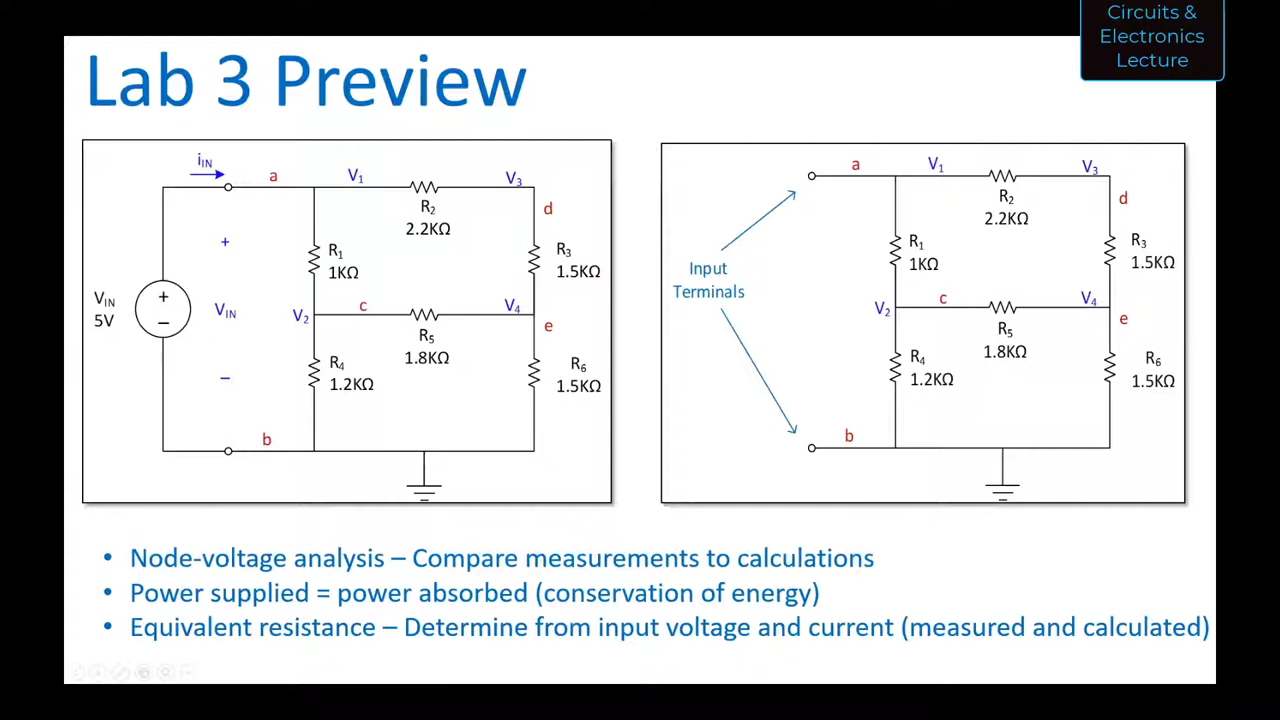 Circuits &
Electronics
Lecture
Lab 3 Preview
iIN
a
V1
V3
R2
2.2KΩ
d
+
R1
1KΩ
R3
1.5KΩ
VIN
5V
+
−
VIN
V2
c
V4
R5
1.8KΩ
e
−
R4
1.2KΩ
R6
1.5KΩ
b
a
V1
V3
R2
2.2KΩ
d
Input
Terminals
R1
1KΩ
R3
1.5KΩ
V2
c
V4
R5
1.8KΩ
e
R4
1.2KΩ
R6
1.5KΩ
b
• Node-voltage analysis – Compare measurements to calculations
• Power supplied = power absorbed (conservation of energy)
• Equivalent resistance – Determine from input voltage and current (measured and calculated)